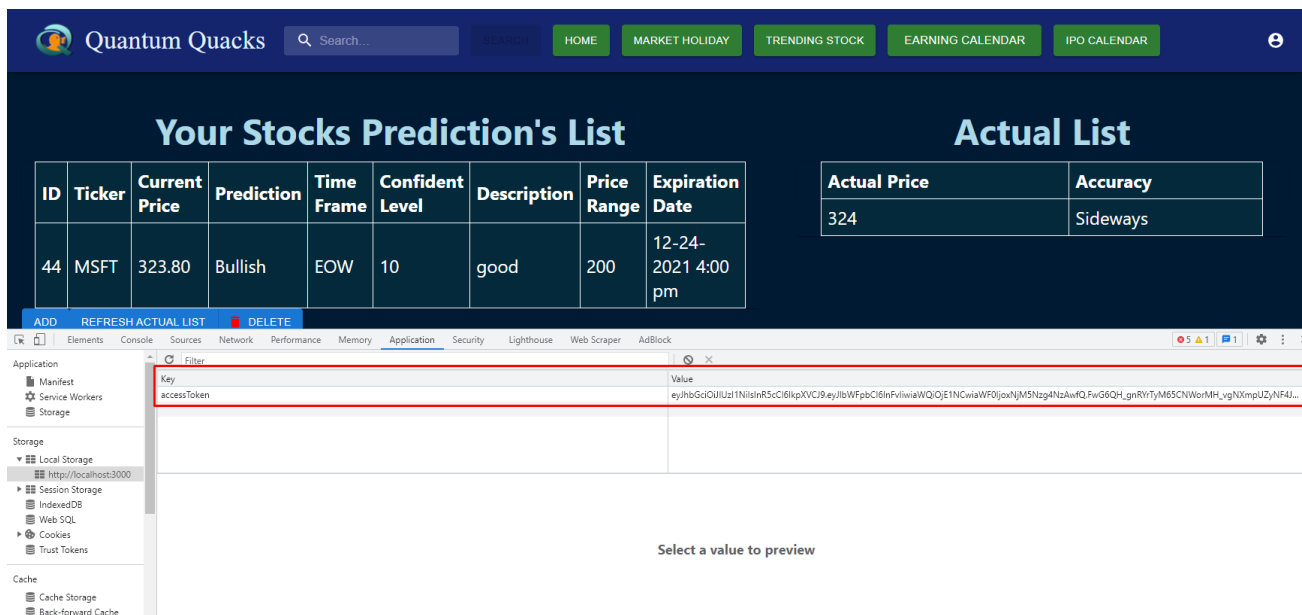 Quantum Quacks Search... SEARCH HOME MARKET HOLIDAY TRENDING STOCK EARNING CALENDAR IPO CALENDAR
Your Stocks Prediction's List
ID Ticker Current Price Prediction Time Frame Confident Level Description Price Range Expiration Date
44 MSFT 323.80 Bullish EOW 10 good 200 12-24-2021 4:00 pm
Actual List
Actual Price Accuracy
324 Sideways
ADD REFRESH ACTUAL LIST DELETE
Elements Console Sources Network Performance Memory Application Security Lighthouse Web Scraper AdBlock 5 1 1
Application
Manifest
Service Workers
Storage
Storage
Local Storage
http://localhost:3000
Session Storage
IndexedDB
Web SQL
Cookies
Trust Tokens
Cache
Cache Storage
Back-forward Cache
Filter
Key Value
accessToken
Select a value to preview